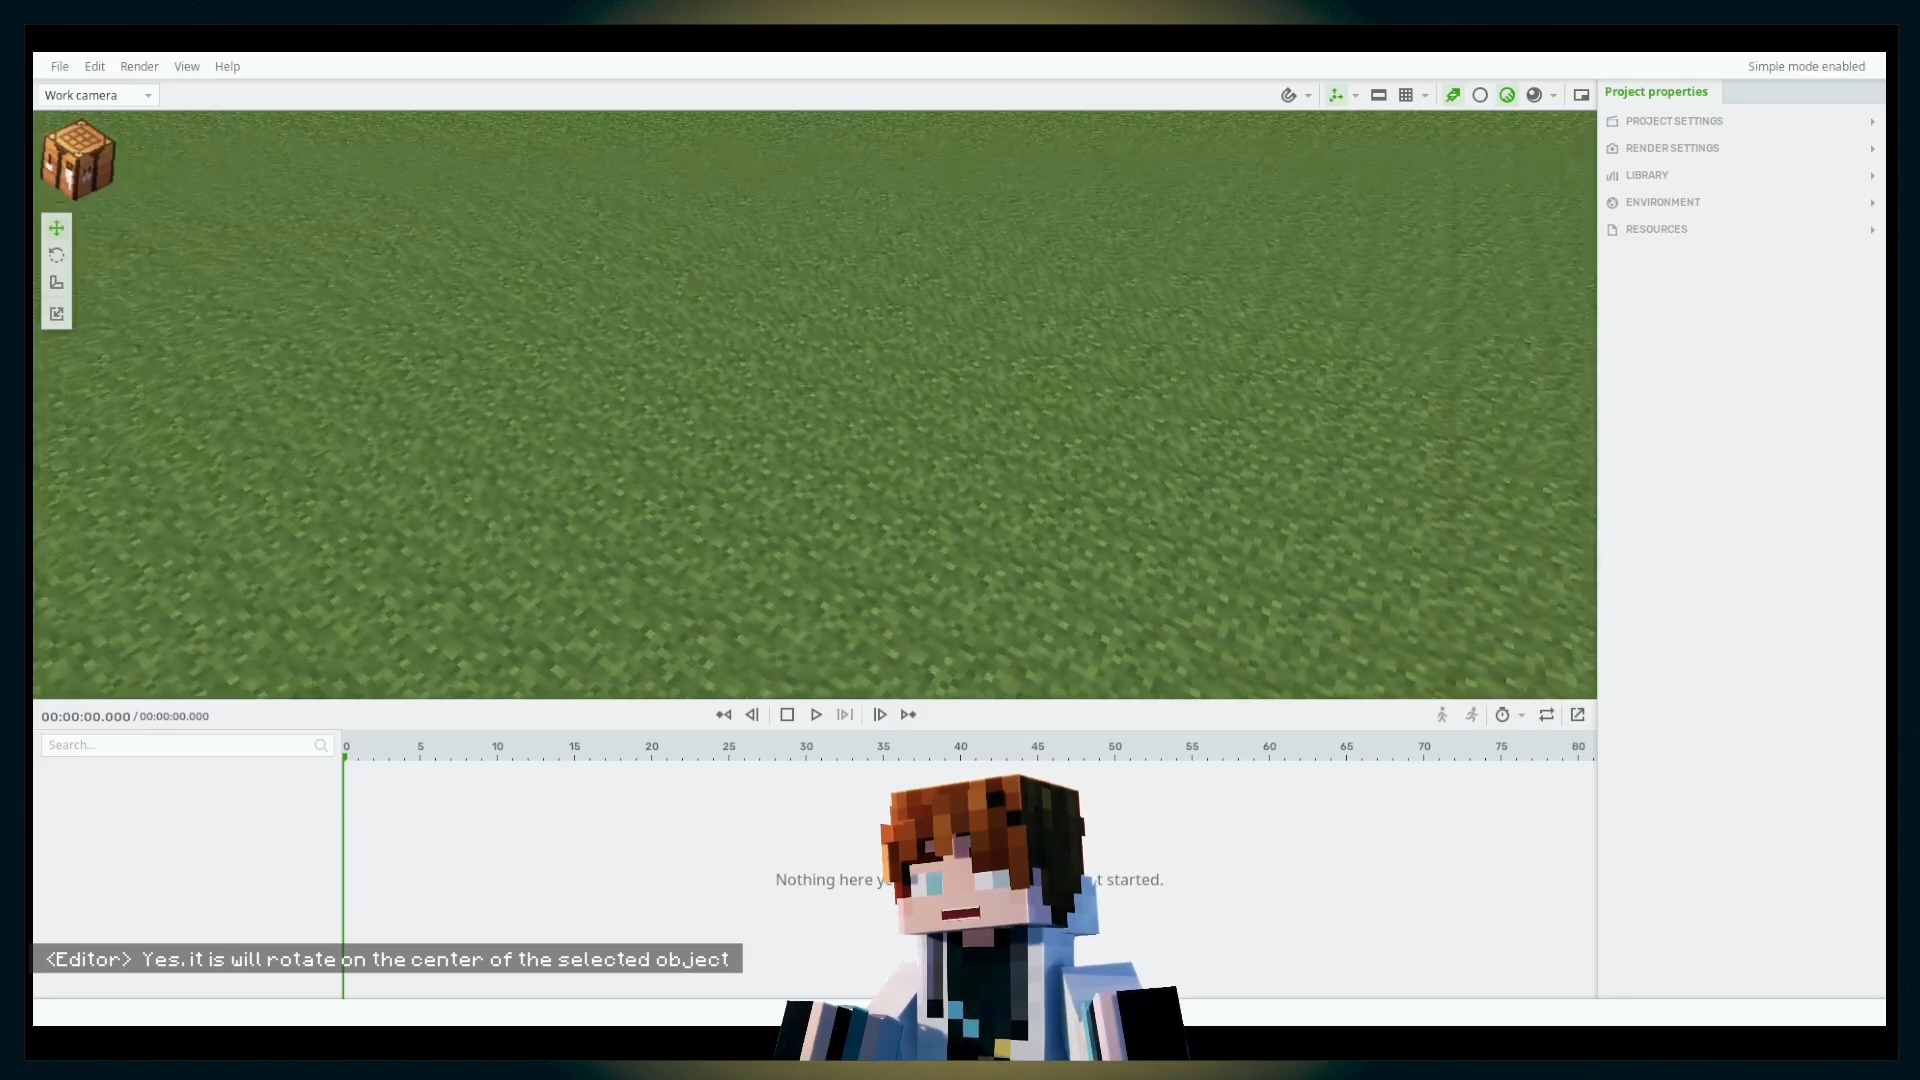 File Edit Render View Help Simple mode enabled
Work camera
Project properties
PROJECT SETTINGS
RENDER SETTINGS
LIBRARY
ENVIRONMENT
RESOURCES
00:00:00.000 / 00:00:00.000
Search...
0 5 10 15 20 25 30 35 40 45 50 55 60 65 70 75 80
Nothing here t started.
<Editor> Yes.it is will rotate on the center of the selected object